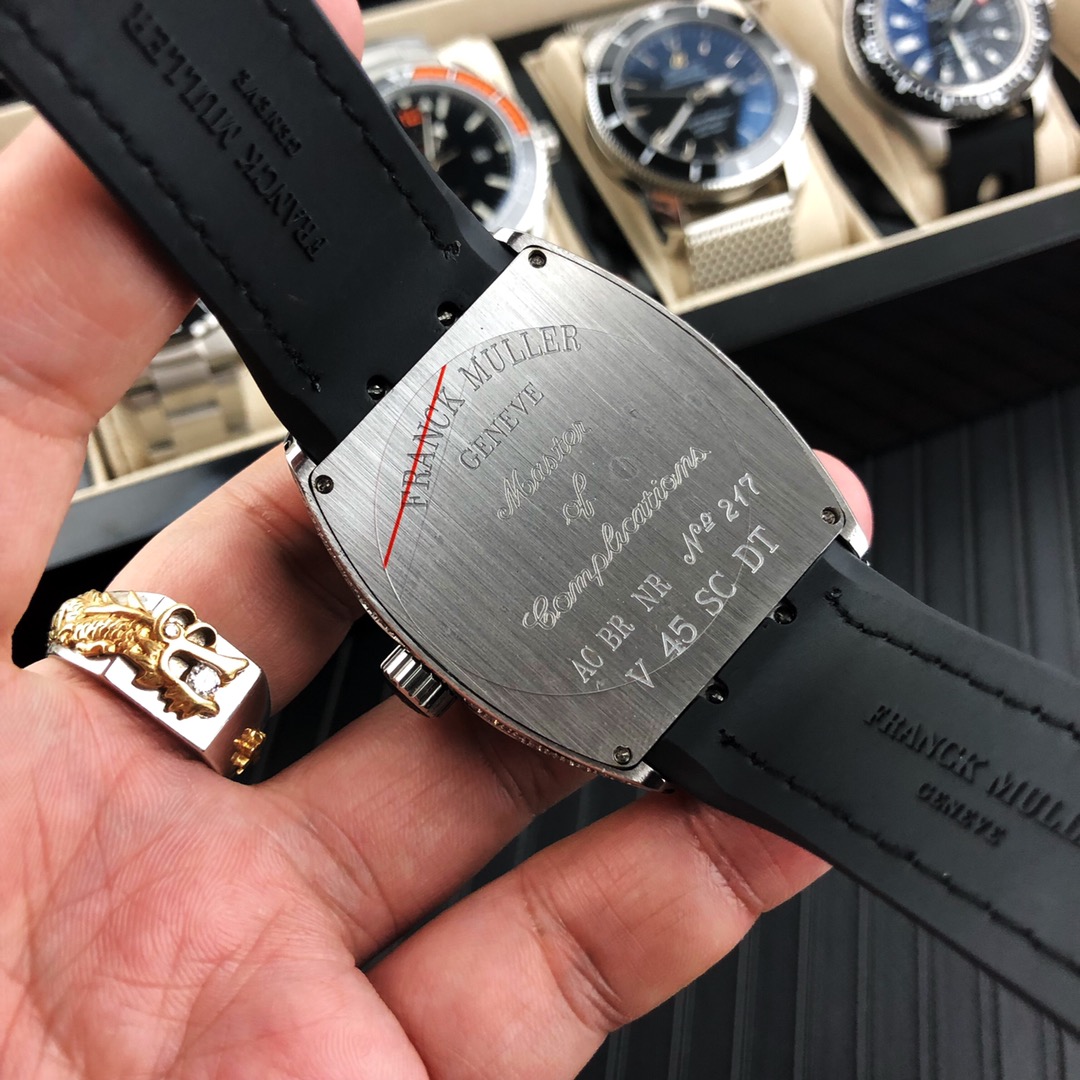 FRANCK MULLER
GENEVE
FRANCK MULLER
GENEVE
Master
of
Complications.
AC BR NR Nº 217
V 45 SC DT
FRANCK MULL
GENEVE